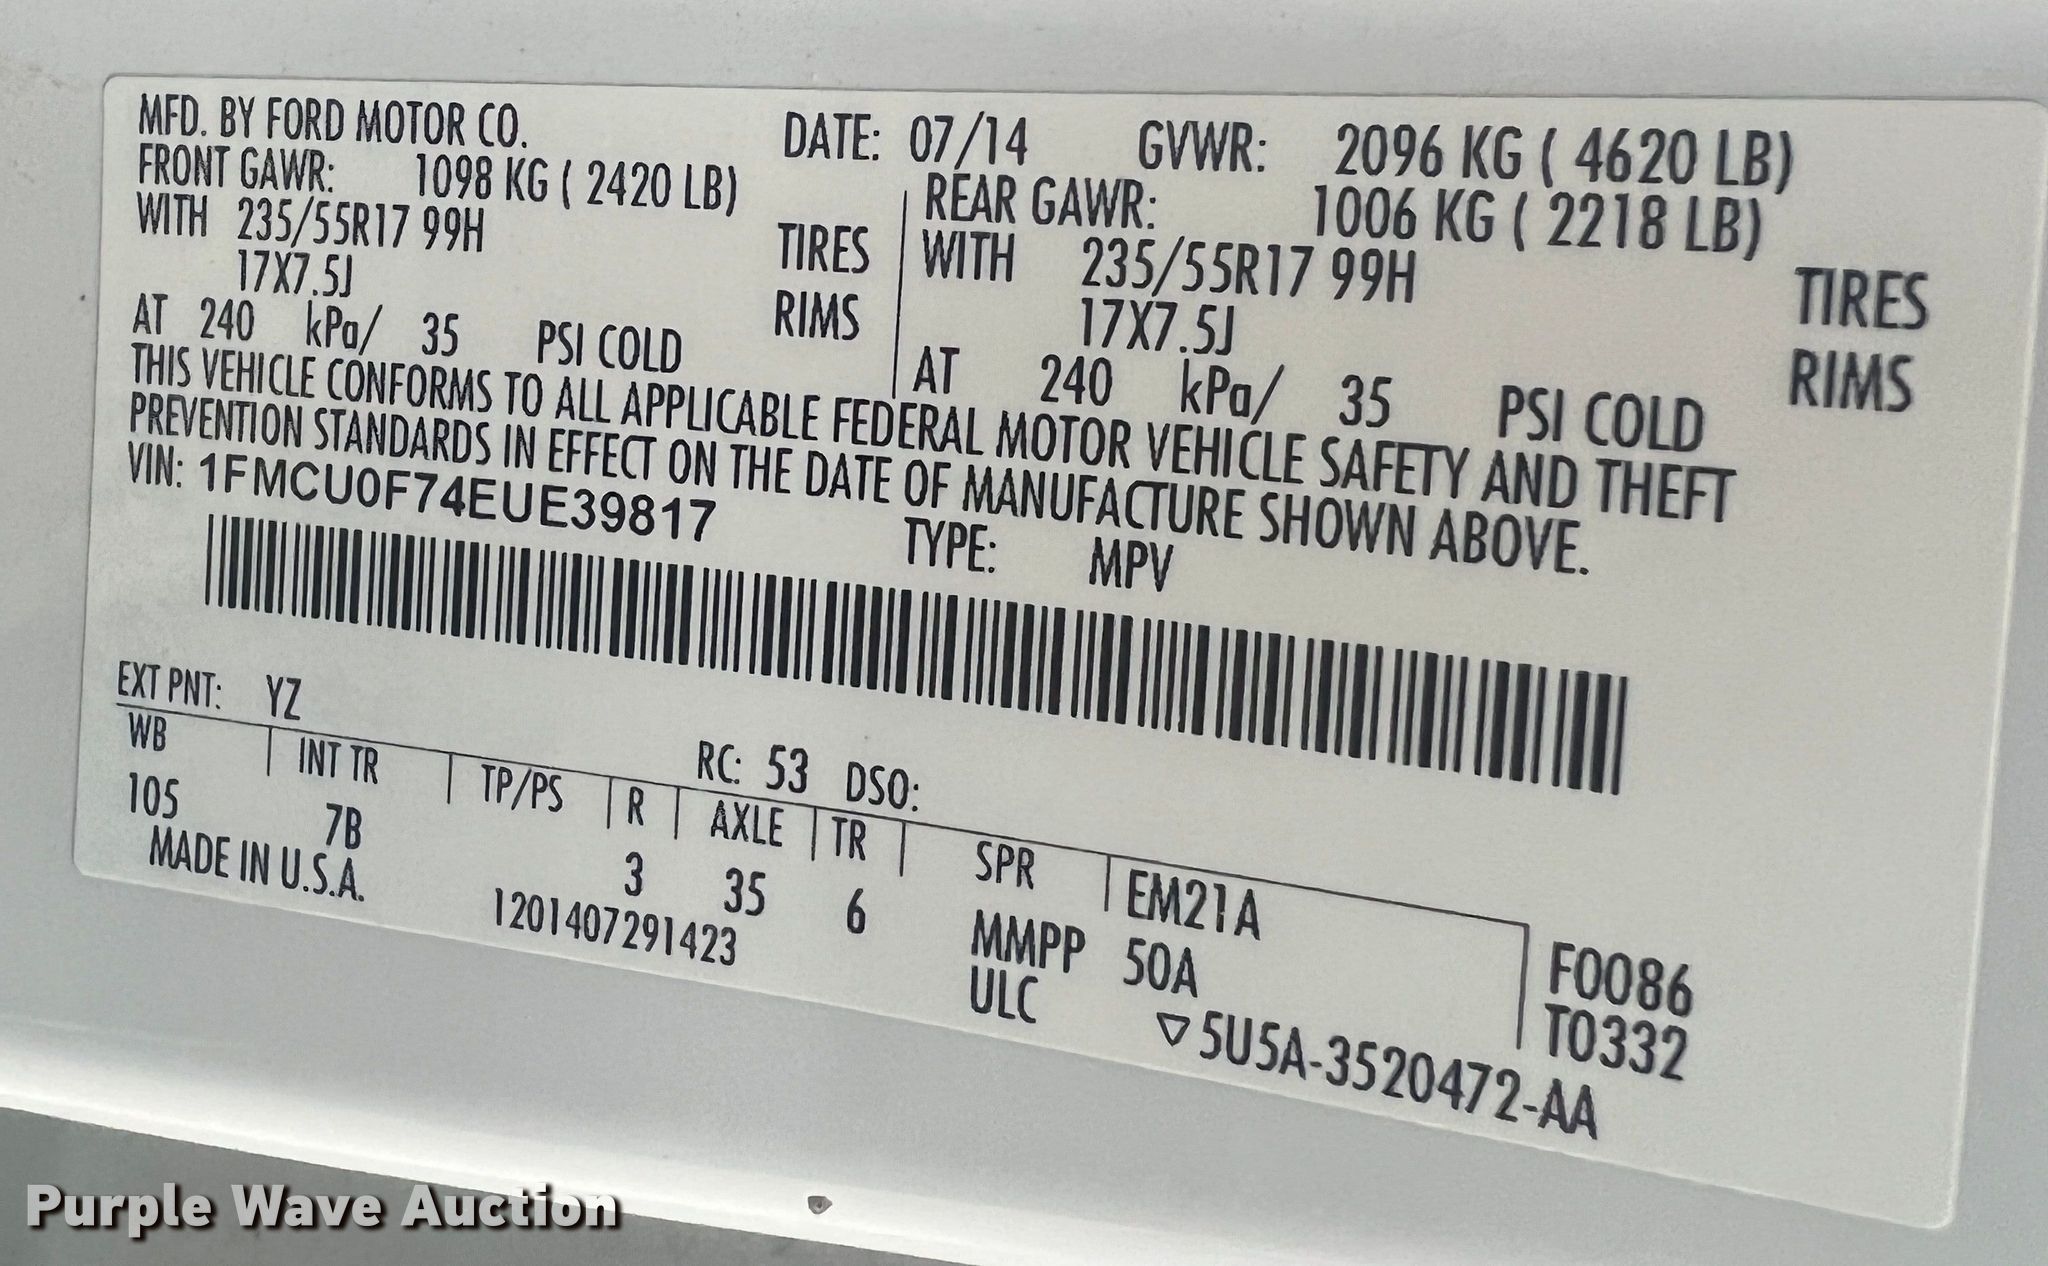 MFD. BY FORD MOTOR CO. DATE: 07/14 GVWR: 2096 KG ( 4620 LB)
FRONT GAWR: 1098 KG ( 2420 LB) REAR GAWR: 1006 KG ( 2218 LB)
WITH 235/55R17 99H TIRES WITH 235/55R17 99H TIRES
17X7.5J RIMS 17X7.5J RIMS
AT 240 kPa/ 35 PSI COLD AT 240 kPa/ 35 PSI COLD
THIS VEHICLE CONFORMS TO ALL APPLICABLE FEDERAL MOTOR VEHICLE SAFETY AND THEFT
PREVENTION STANDARDS IN EFFECT ON THE DATE OF MANUFACTURE SHOWN ABOVE.
VIN: 1FMCU0F74EUE39817 TYPE: MPV
EXT PNT: YZ RC: 53 DSO:
WB INT TR TP/PS R AXLE TR SPR EM21A F0086
105 7B 3 35 6 MMPP 50A T0332
MADE IN U.S.A. 1201407291423 ULC ▽5U5A-3520472-AA
Purple Wave Auction